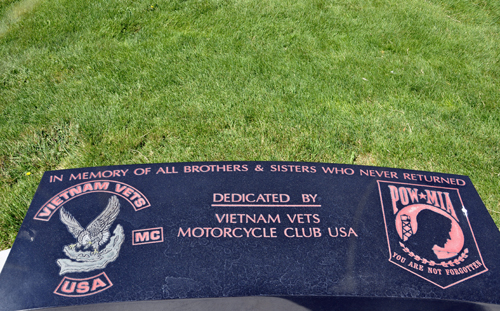 IN MEMORY OF ALL BROTHERS & SISTERS WHO NEVER RETURNED
VIETNAM VETS
MC
USA
DEDICATED BY
VIETNAM VETS
MOTORCYCLE CLUB USA
POW★MIA
YOU ARE NOT FORGOTTEN